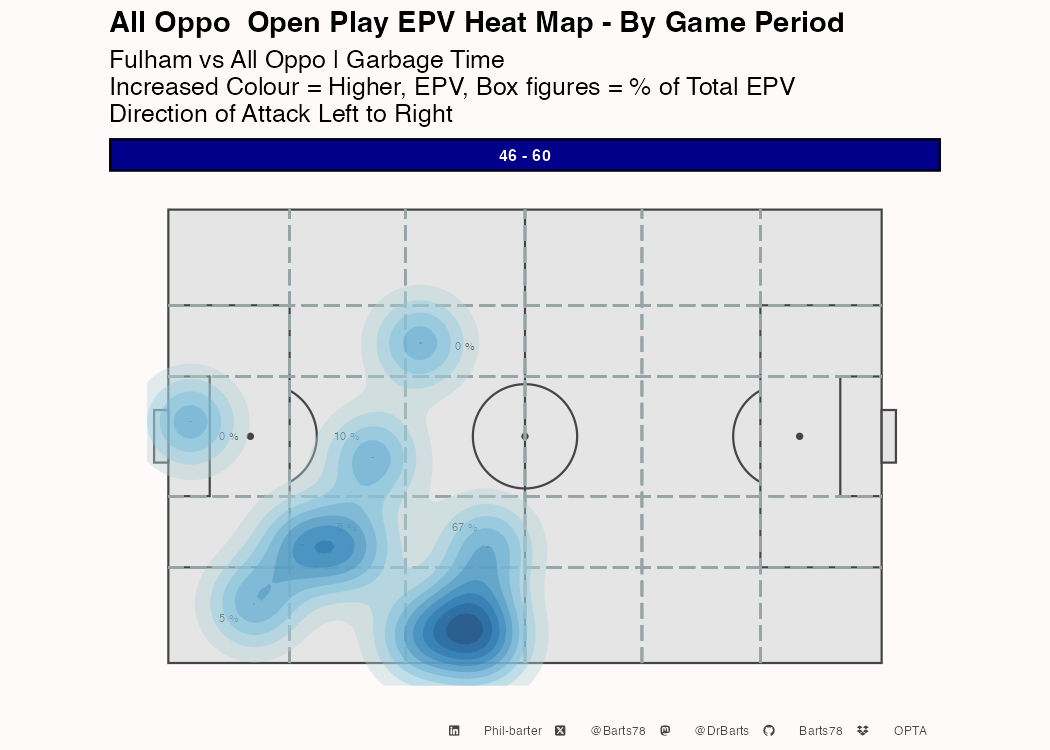 All Oppo  Open Play EPV Heat Map - By Game Period
Fulham vs All Oppo | Garbage Time
Increased Colour = Higher, EPV, Box figures = % of Total EPV
Direction of Attack Left to Right
46 - 60
0 %
0 %
10 %
67 %
5 %
Phil-barter @Barts78 @DrBarts Barts78 OPTA